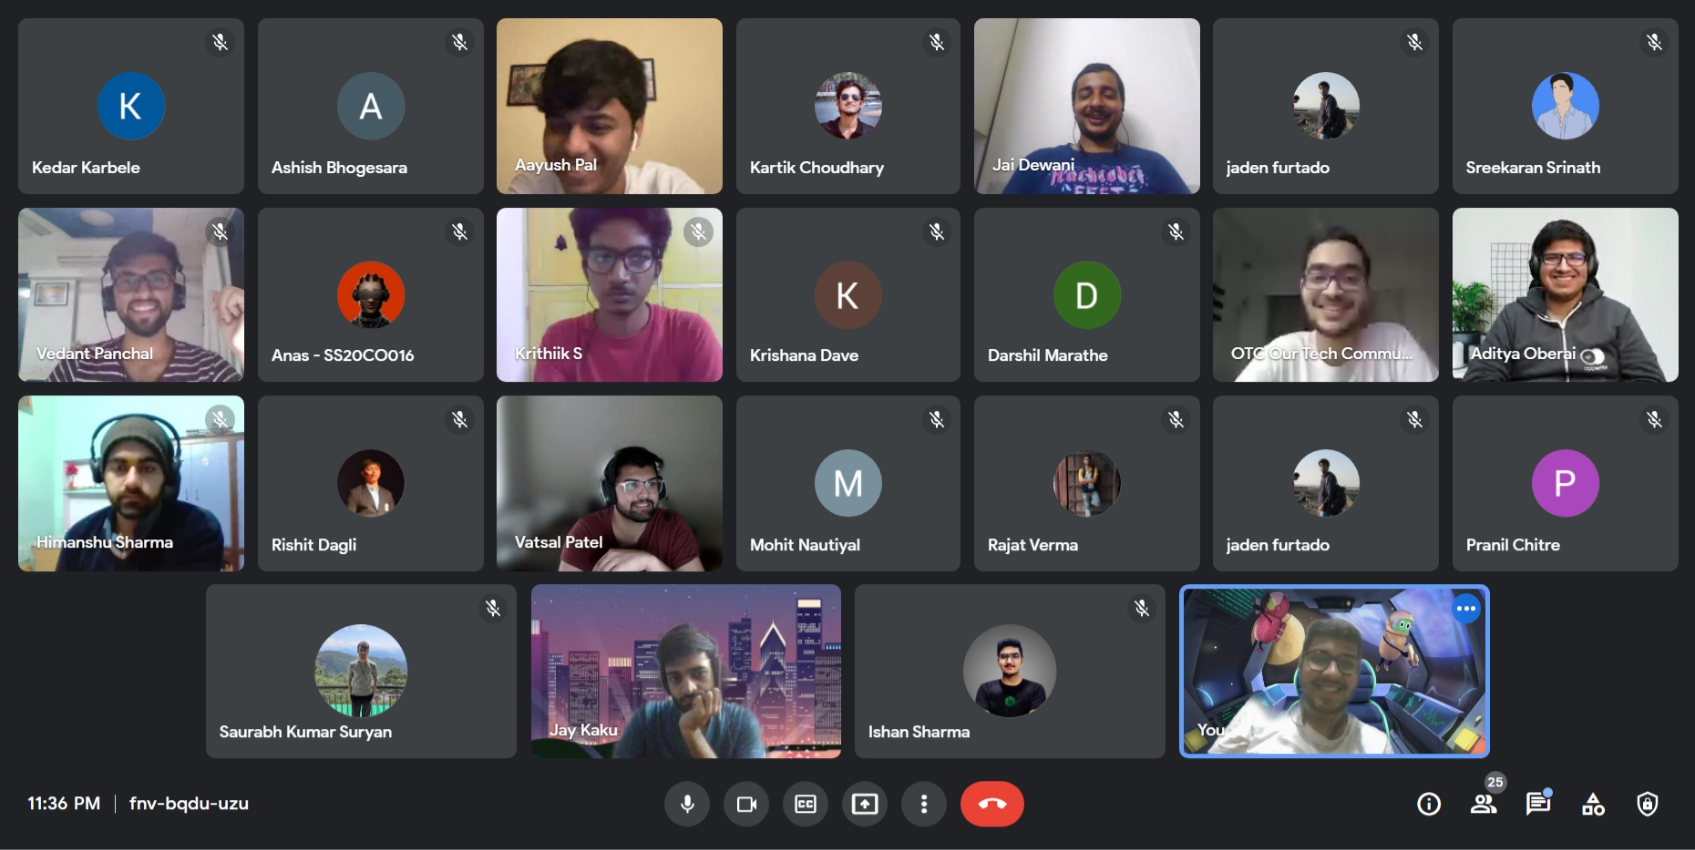 K
Kedar Karbele
A
Ashish Bhogesara
Aayush Pal
Kartik Choudhary
Jai Dewani
jaden furtado
Sreekaran Srinath
Vedant Panchal
Anas - SS20CO016
Krithiik S
K
Krishana Dave
D
Darshil Marathe
OTC Our Tech Commu...
Aditya Oberai
Himanshu Sharma
Rishit Dagli
Vatsal Patel
M
Mohit Nautiyal
Rajat Verma
jaden furtado
P
Pranil Chitre
Saurabh Kumar Suryan
Jay Kaku
Ishan Sharma
You
11:36 PM | fnv-bqdu-uzu
CC
25